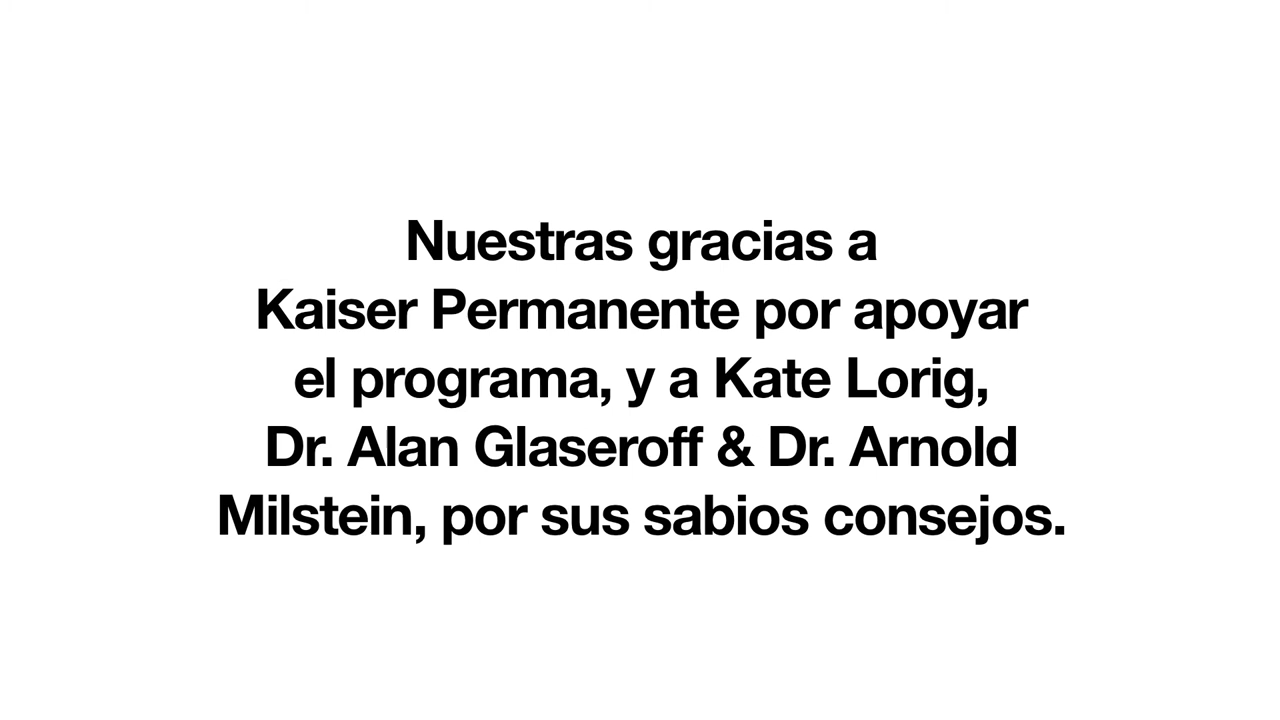 Nuestras gracias a
Kaiser Permanente por apoyar
el programa, y a Kate Lorig,
Dr. Alan Glaseroff & Dr. Arnold
Milstein, por sus sabios consejos.